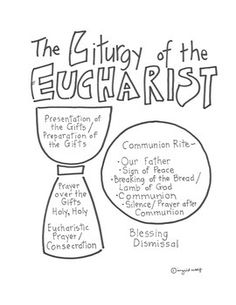 The Liturgy of the
EUCHARIST
Presentation
of the Gifts/
Preparation
of the Gifts
Prayer
over the
Gifts
Holy, Holy
Eucharistic
Prayer/
Consecration
Communion Rite-
•Our Father
•Sign of Peace
•Breaking of the Bread/
Lamb of God
•Communion
•Silence/Prayer after
Communion
Blessing
Dismissal